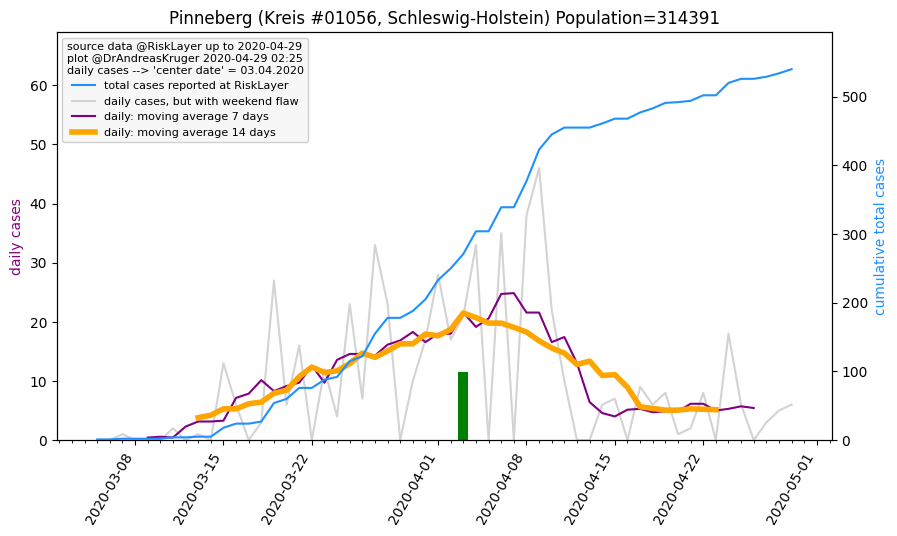 Pinneberg (Kreis #01056, Schleswig-Holstein) Population=314391
source data @RiskLayer up to 2020-04-29
plot @DrAndreasKruger 2020-04-29 02:25
daily cases --> 'center date' = 03.04.2020
total cases reported at RiskLayer
daily cases, but with weekend flaw
daily: moving average 7 days
daily: moving average 14 days
daily cases
60
50
40
30
20
10
0
cumulative total cases
500
400
300
200
100
0
2020-03-08
2020-03-15
2020-03-22
2020-04-01
2020-04-08
2020-04-15
2020-04-22
2020-05-01